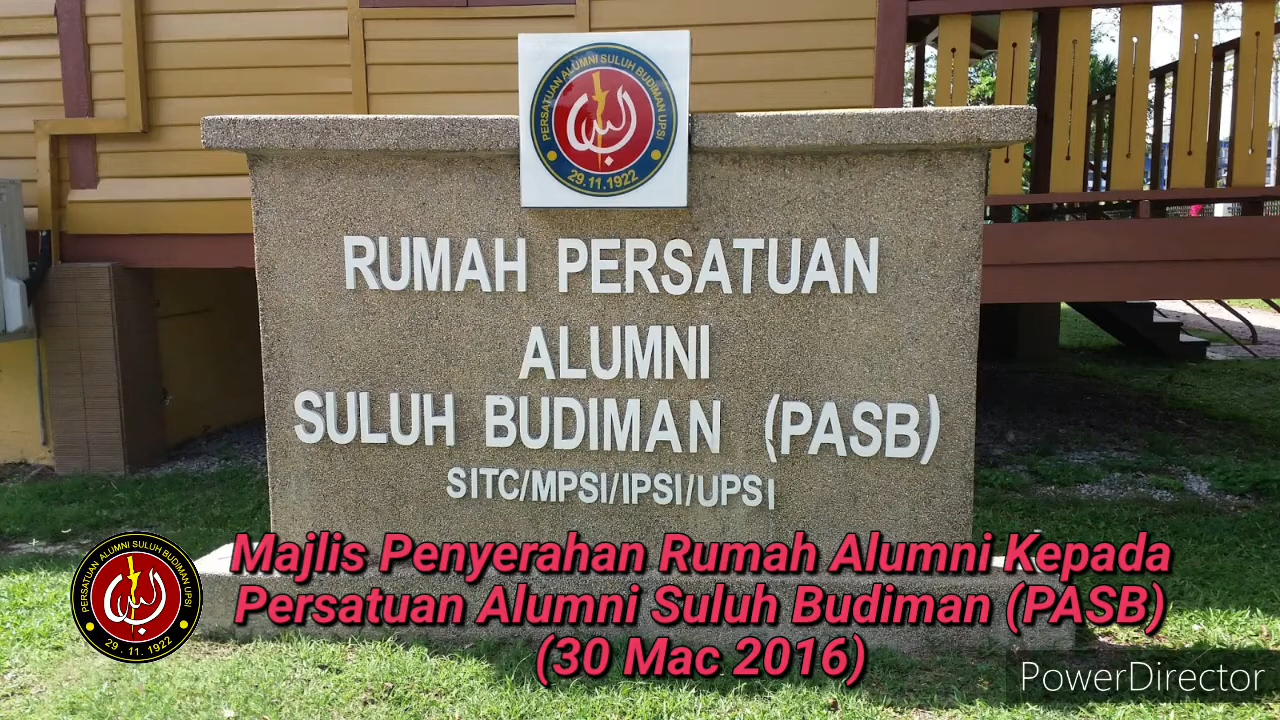 PERSATUAN ALUMNI SULUH BUDIMAN UPSI
29.11.1922
RUMAH PERSATUAN
ALUMNI
SULUH BUDIMAN (PASB)
SITC/MPSI/IPSI/UPSI
PERSATUAN ALUMNI SULUH BUDIMAN UPSI
29 . 11. 1922
Majlis Penyerahan Rumah Alumni Kepada
Persatuan Alumni Suluh Budiman (PASB)
(30 Mac 2016)
PowerDirector